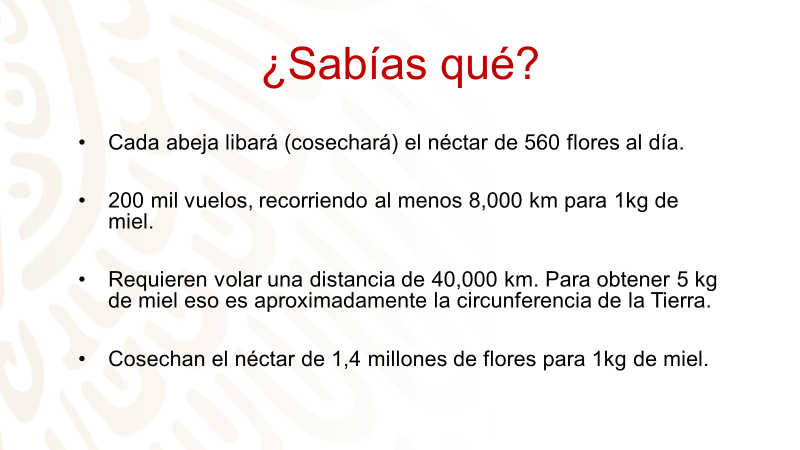 ¿Sabías qué?
• Cada abeja libará (cosechará) el néctar de 560 flores al día.
• 200 mil vuelos, recorriendo al menos 8,000 km para 1kg de
miel.
• Requieren volar una distancia de 40,000 km. Para obtener 5 kg
de miel eso es aproximadamente la circunferencia de la Tierra.
• Cosechan el néctar de 1,4 millones de flores para 1kg de miel.